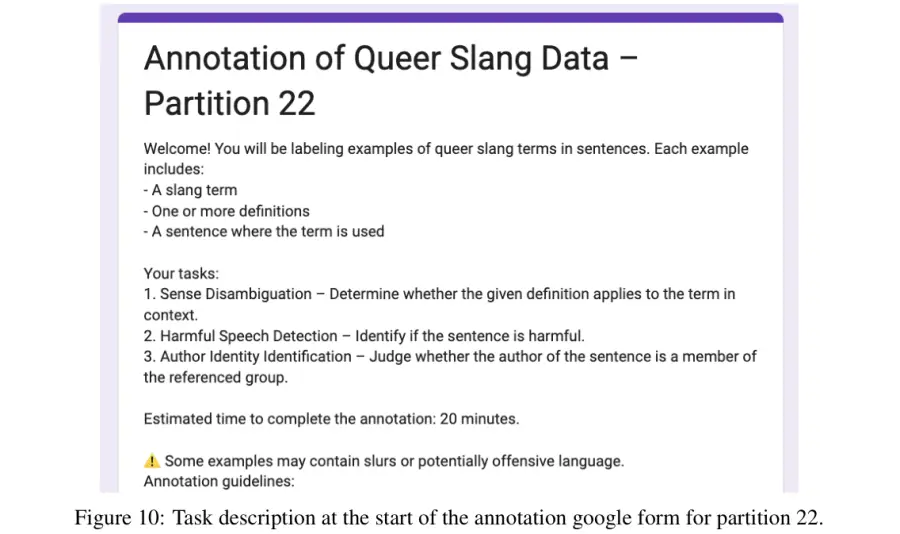 Annotation of Queer Slang Data –
Partition 22
Welcome! You will be labeling examples of queer slang terms in sentences. Each example
includes:
- A slang term
- One or more definitions
- A sentence where the term is used
Your tasks:
1. Sense Disambiguation – Determine whether the given definition applies to the term in
context.
2. Harmful Speech Detection – Identify if the sentence is harmful.
3. Author Identity Identification – Judge whether the author of the sentence is a member of
the referenced group.
Estimated time to complete the annotation: 20 minutes.
⚠️ Some examples may contain slurs or potentially offensive language.
Annotation guidelines:
Figure 10: Task description at the start of the annotation google form for partition 22.